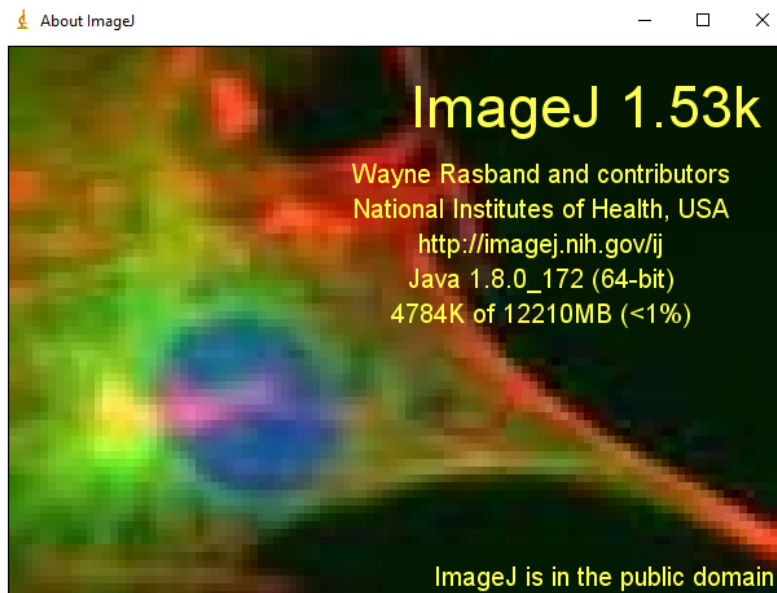 About ImageJ
ImageJ 1.53k
Wayne Rasband and contributors
National Institutes of Health, USA
http://imagej.nih.gov/ij
Java 1.8.0_172 (64-bit)
4784K of 12210MB (<1%)
ImageJ is in the public domain